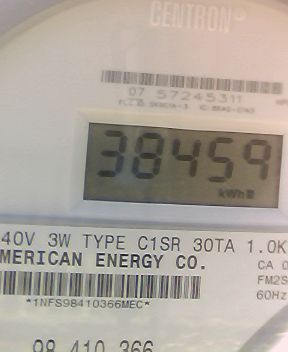 CENTRON
07 57245311
38459
kWh
40V 3W TYPE C1SR 30TA 1.0K
MERICAN ENERGY CO.
CA 0
FM2S
*1NFS98410366MEC*
60Hz
98 410 366